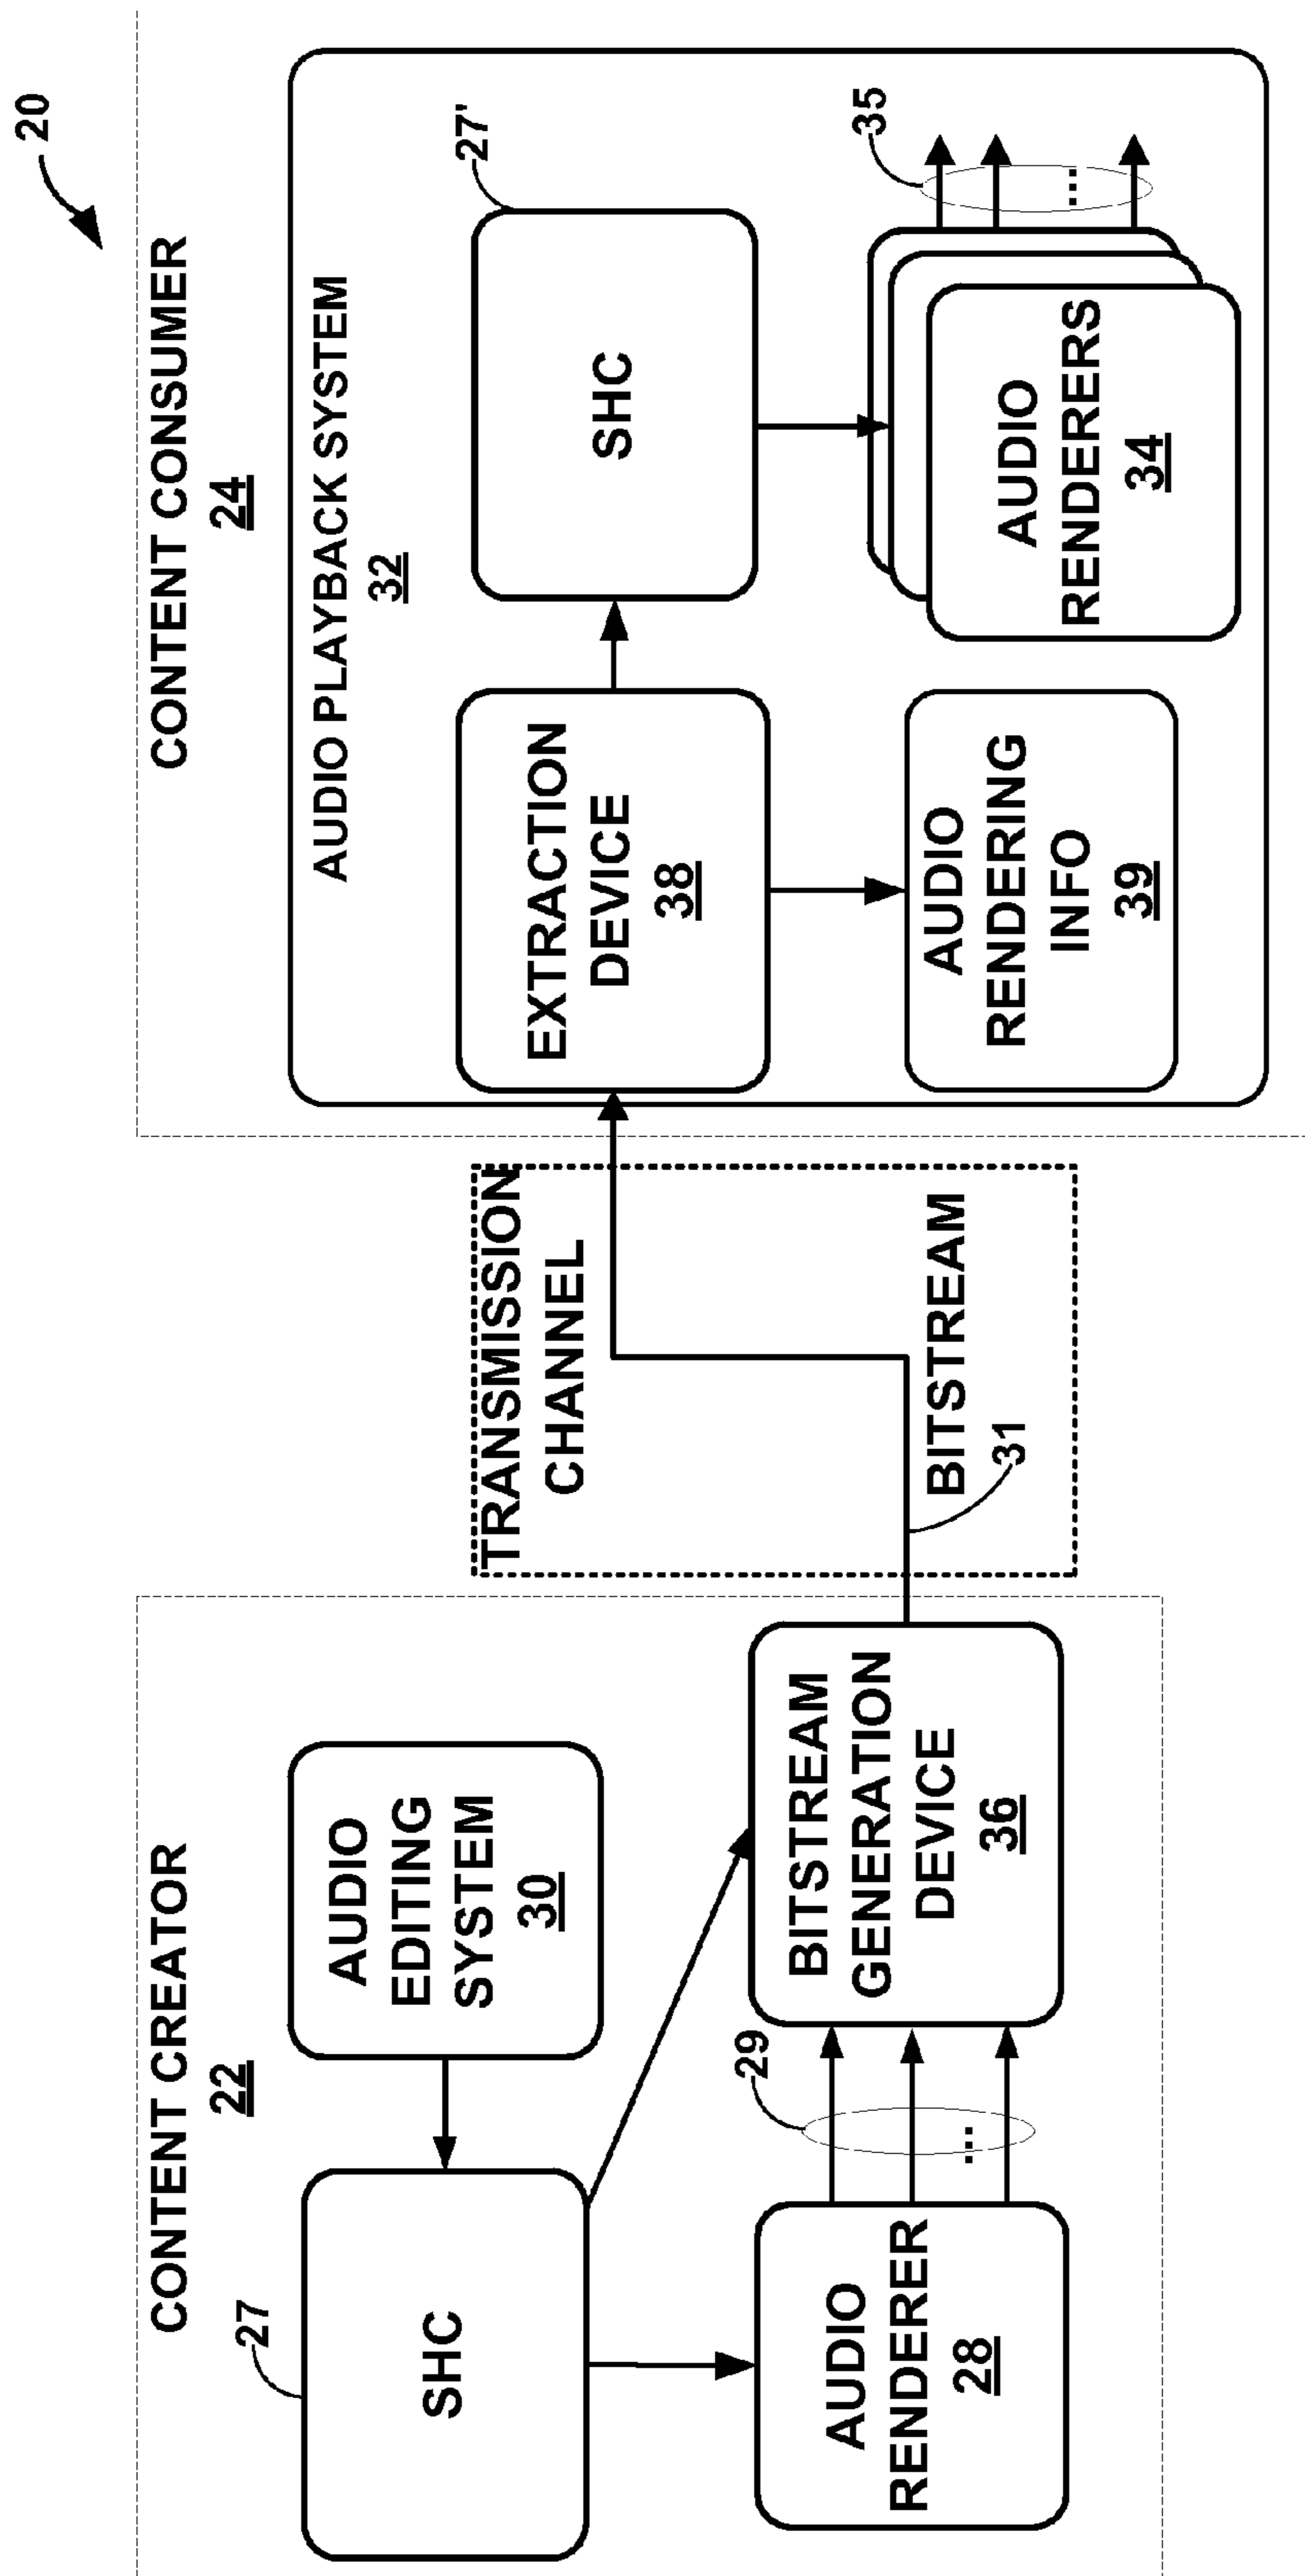 20
CONTENT CREATOR
22
27
SHC
AUDIO
EDITING
SYSTEM
30
AUDIO
RENDERER
28
29
...
BITSTREAM
GENERATION
DEVICE
36
TRANSMISSION
CHANNEL
BITSTREAM
31
CONTENT CONSUMER
24
AUDIO PLAYBACK SYSTEM
32
EXTRACTION
DEVICE
38
27'
SHC
AUDIO
RENDERING
INFO
39
AUDIO
RENDERERS
34
35
...